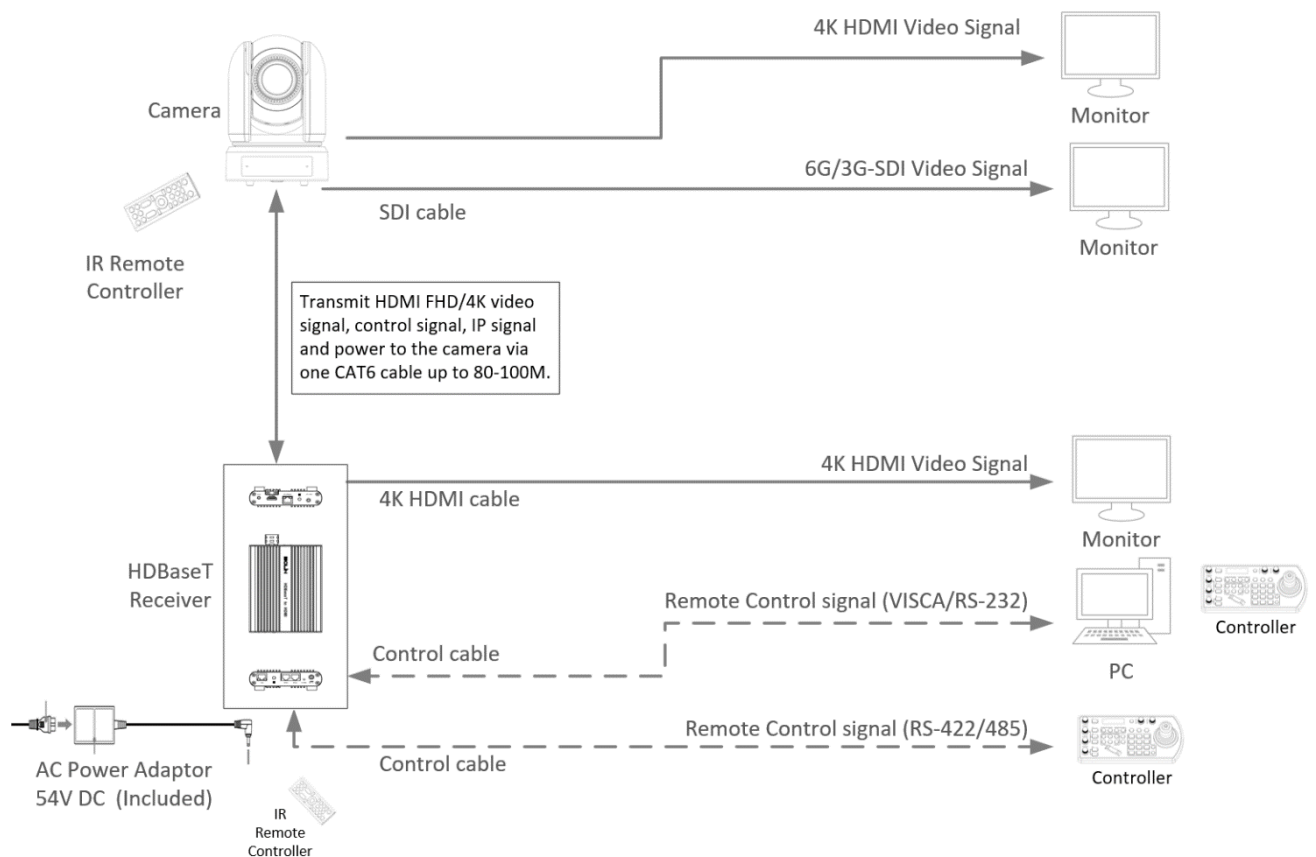 4K HDMI Video Signal
Monitor
Camera
6G/3G-SDI Video Signal
SDI cable
Monitor
IR Remote
Controller
Transmit HDMI FHD/4K video
signal, control signal, IP signal
and power to the camera via
one CAT6 cable up to 80-100M.
4K HDMI Video Signal
4K HDMI cable
Monitor
HDBaseT
Receiver
HDBaseT to HDMI
Remote Control signal (VISCA/RS-232)
Controller
Control cable
PC
Remote Control signal (RS-422/485)
Control cable
Controller
AC Power Adaptor
54V DC (Included)
IR
Remote
Controller